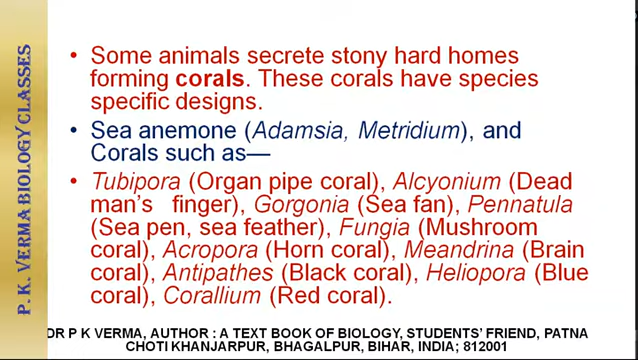 P. K. VERMA BIOLOGY CLASSES
• Some animals secrete stony hard homes
forming corals. These corals have species
specific designs.
• Sea anemone (Adamsia, Metridium), and
Corals such as—
• Tubipora (Organ pipe coral), Alcyonium (Dead
man's finger), Gorgonia (Sea fan), Pennatula
(Sea pen, sea feather), Fungia (Mushroom
coral), Acropora (Horn coral), Meandrina (Brain
coral), Antipathes (Black coral), Heliopora (Blue
coral), Corallium (Red coral).
DR P K VERMA, AUTHOR : A TEXT BOOK OF BIOLOGY, STUDENTS' FRIEND, PATNA
CHOTI KHANJARPUR, BHAGALPUR, BIHAR, INDIA; 812001